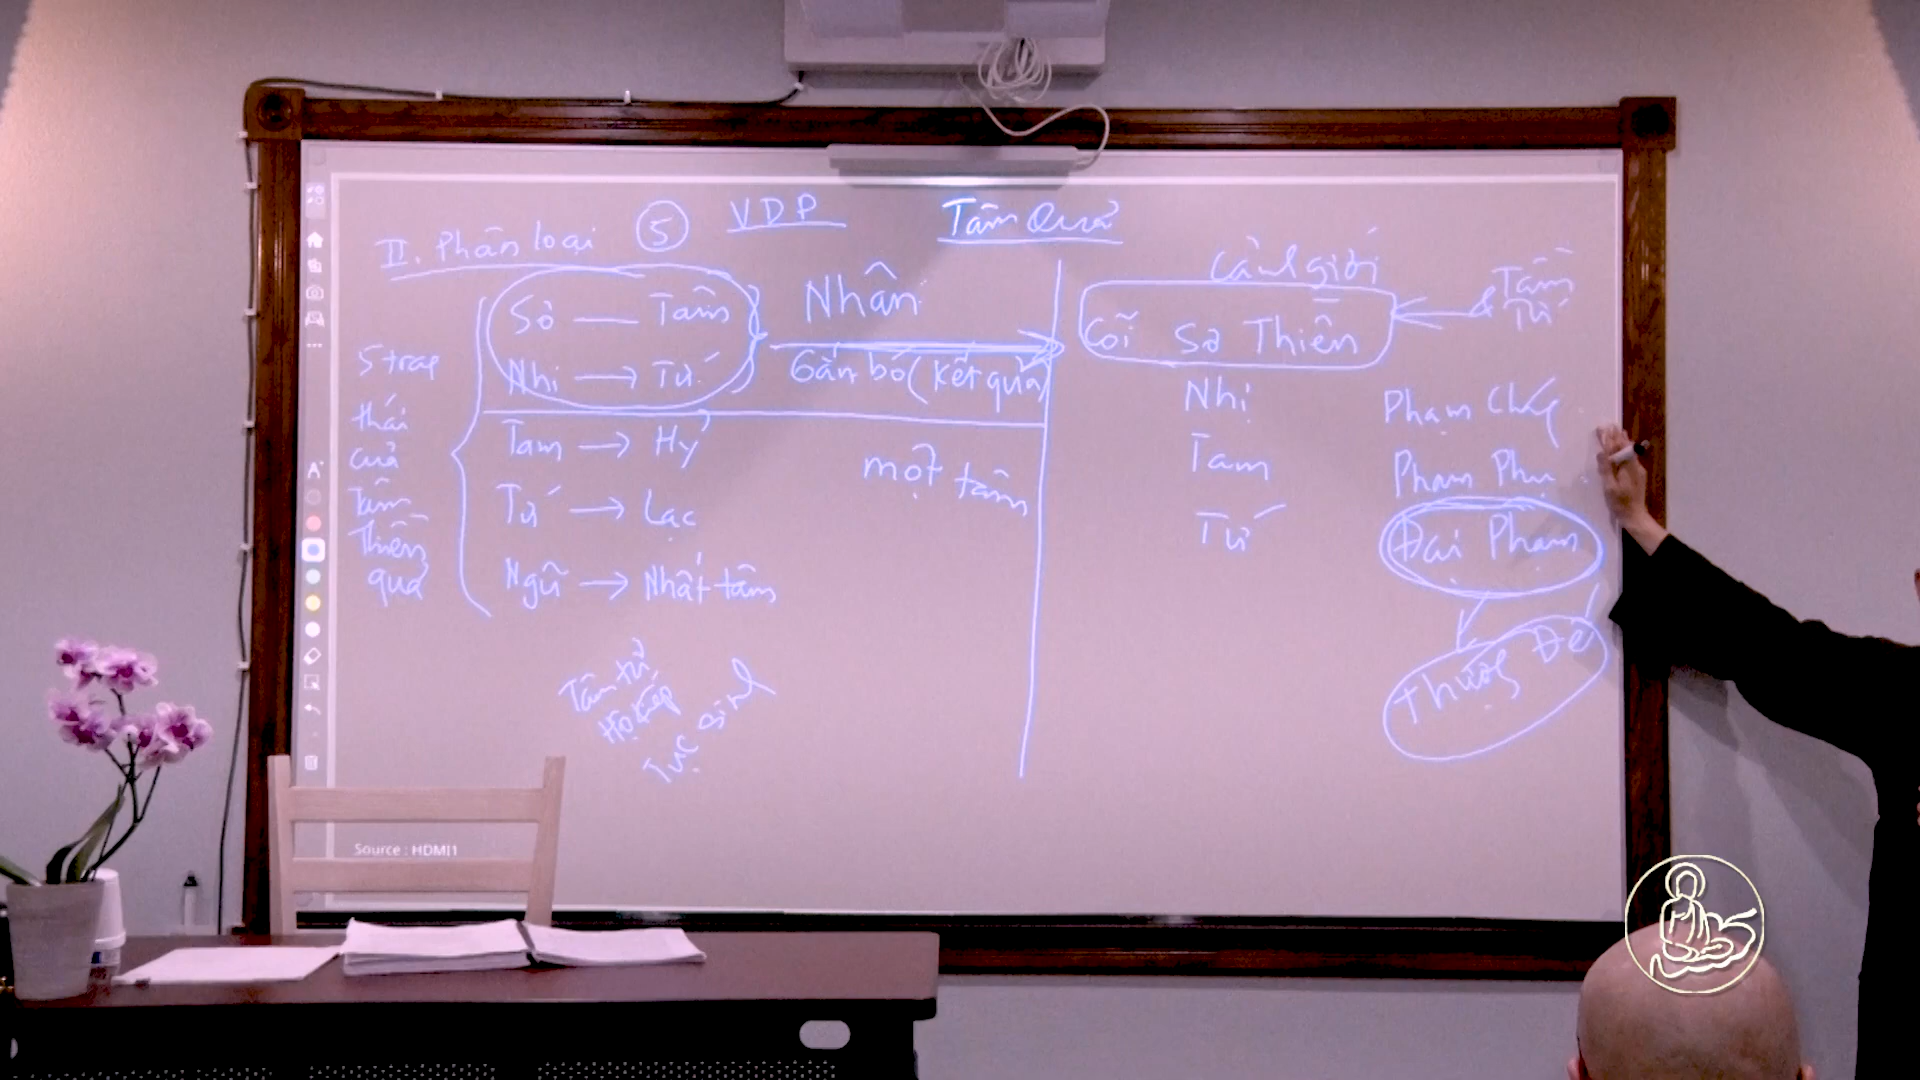 II. Phân loại ⑤ VDP Tâm Quả
Sơ — Tầm
Nhị → Tứ
Tam → Hỷ
Tứ → Lạc
Ngũ → Nhất tâm
5 trạng
thái
của
tâm
Thiền
quả
Nhân
Gắn bó (kết quả)
một tâm
Cảnh giới
Cõi Sơ Thiền
Tầm
& Tứ
Nhị
Tam
Tứ
Phạm Chúng
Phạm Phụ
Đại Phạm
Thượng Đế
Tâm tử
Hộ kiếp
Tục sinh
Source : HDMI1